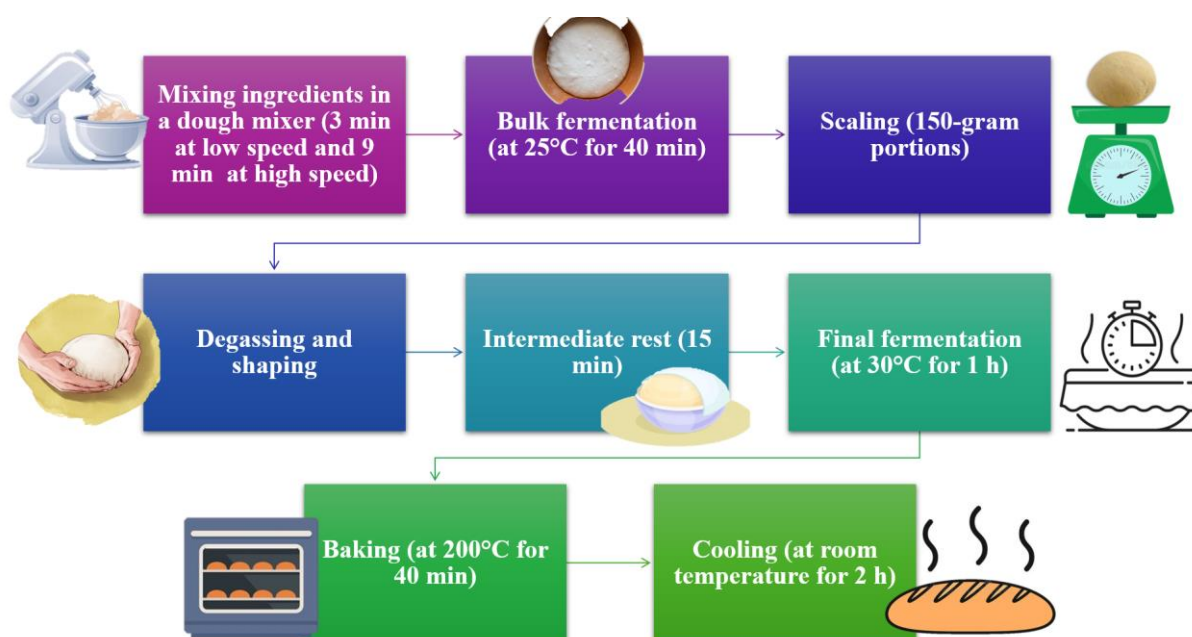 Mixing ingredients in
a dough mixer (3 min
at low speed and 9
min at high speed)
Bulk fermentation
(at 25°C for 40 min)
Scaling (150-gram
portions)
Degassing and
shaping
Intermediate rest (15
min)
Final fermentation
(at 30°C for 1 h)
Baking (at 200°C for
40 min)
Cooling (at room
temperature for 2 h)